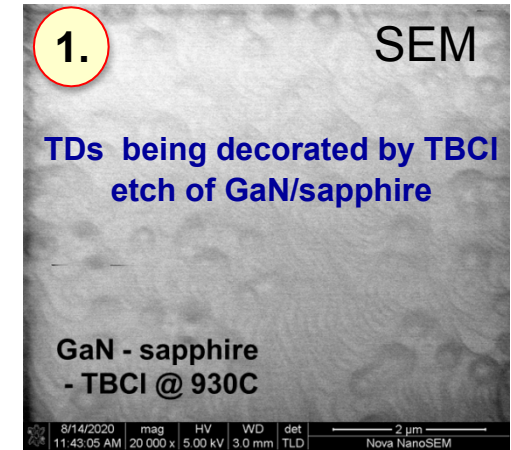 1.
SEM
TDs being decorated by TBCl
etch of GaN/sapphire
GaN - sapphire
- TBCl @ 930C
8/14/2020 mag HV WD det 2 µm
11:43:05 AM 20 000 x 5.00 kV 3.0 mm TLD Nova NanoSEM